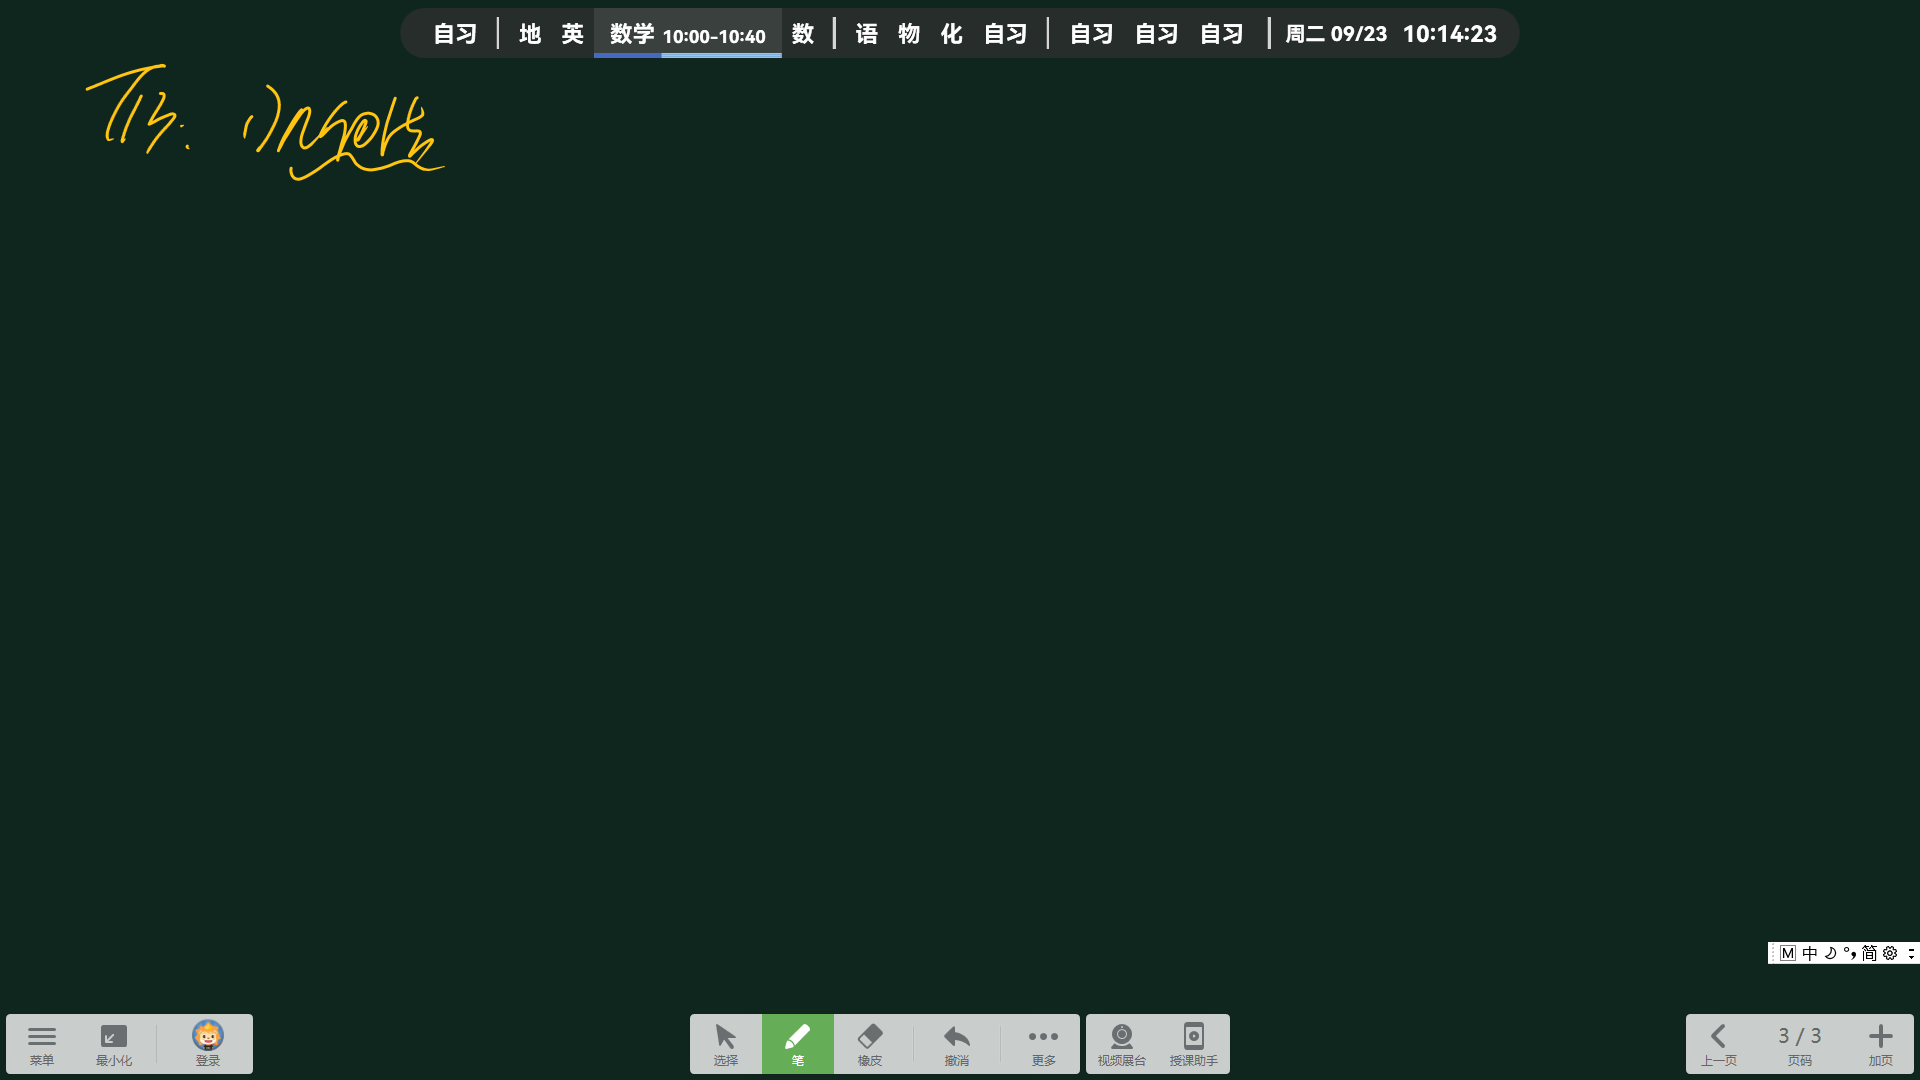 自习 | 地 英 数学 10:00-10:40 数 | 语 物 化 自习 | 自习 自习 自习 | 周二 09/23 10:14:23
M 中 简
菜单 最小化 登录 选择 笔 橡皮 撤消 更多 视频展台 授课助手 上一页 3 / 3 页码 加页